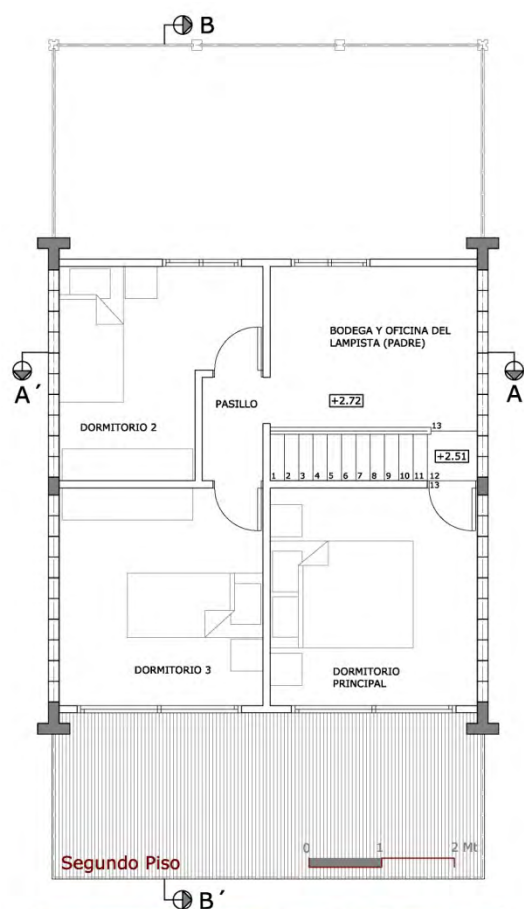 B
BODEGA Y OFICINA DEL
LAMPISTA (PADRE)
A´
A
PASILLO
+2.72
DORMITORIO 2
13
+2.51
1 2 3 4 5 6 7 8 9 10 11 12
13
DORMITORIO 3
DORMITORIO
PRINCIPAL
0 1 2 Mt
Segundo Piso
B´